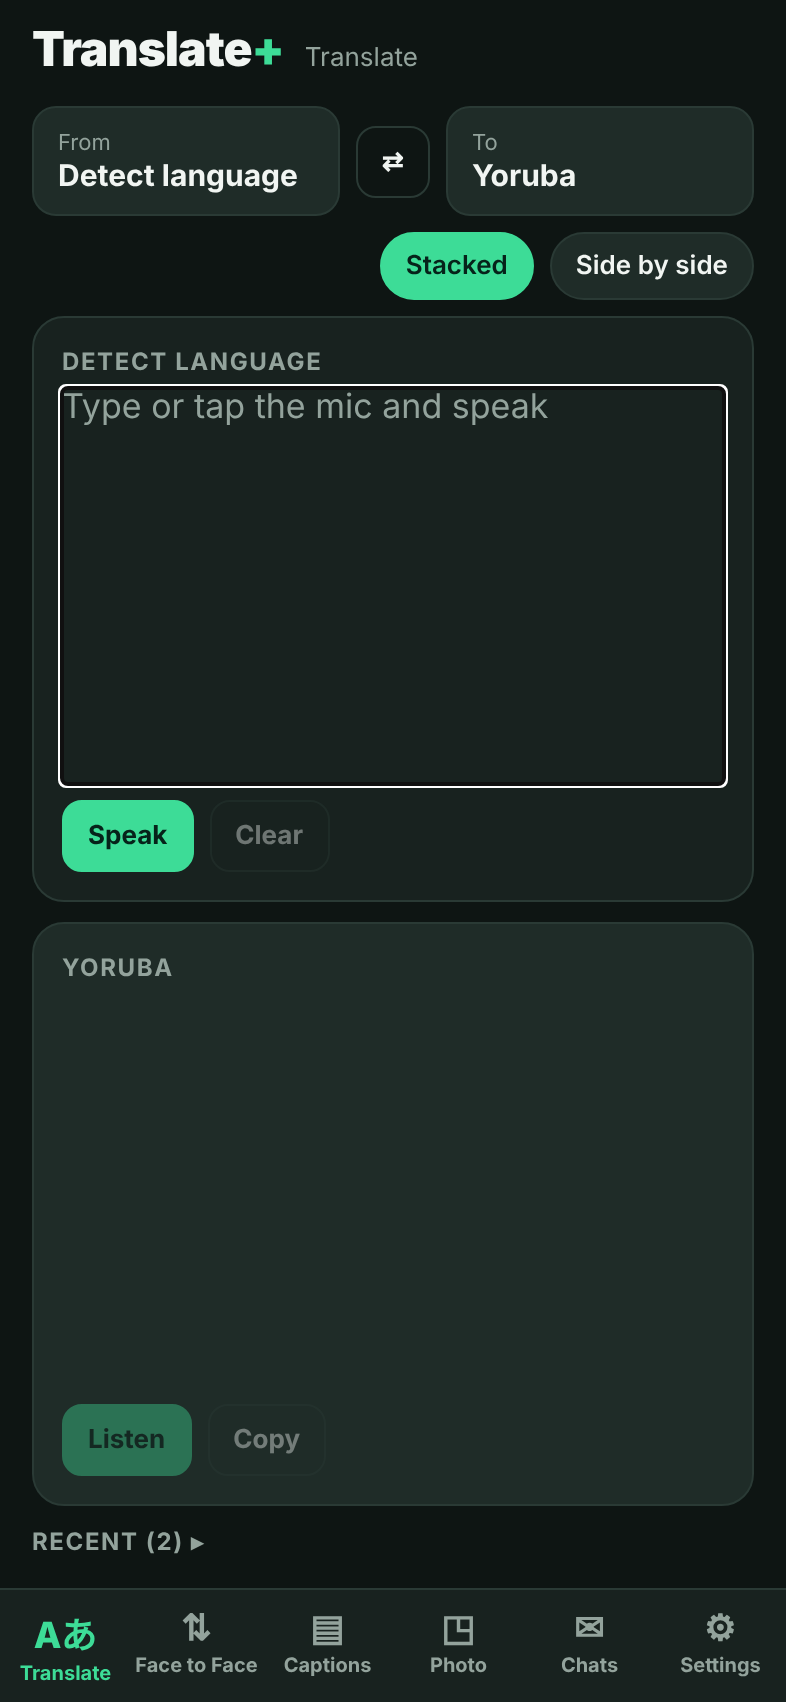 Translate+ Translate
From
Detect language
⇄
To
Yoruba
Stacked
Side by side
DETECT LANGUAGE
Type or tap the mic and speak
Speak
Clear
YORUBA
Listen
Copy
RECENT (2) ▸
Aあ
Translate
Face to Face
Captions
Photo
Chats
Settings